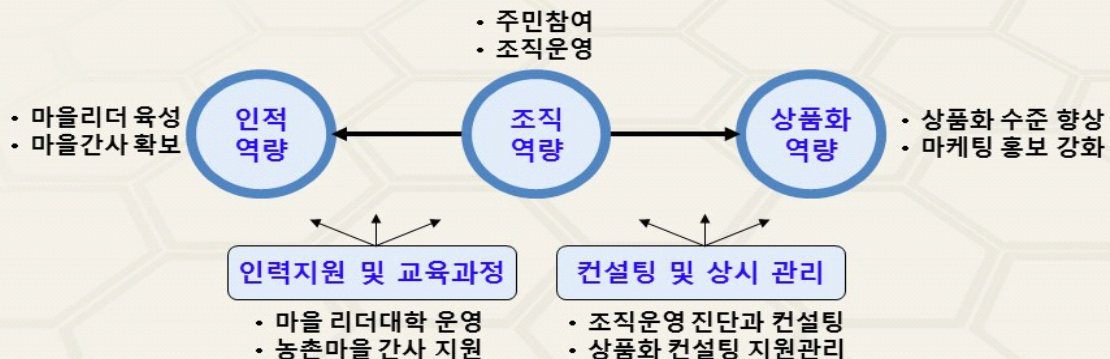 • 주민참여
• 조직운영
• 마을리더 육성
• 마을간사 확보
인적
역량
조직
역량
상품화
역량
• 상품화 수준 향상
• 마케팅 홍보 강화
인력지원 및 교육과정
• 마을 리더대학 운영
• 농촌마을 간사 지원
컨설팅 및 상시 관리
• 조직운영 진단과 컨설팅
• 상품화 컨설팅 지원관리